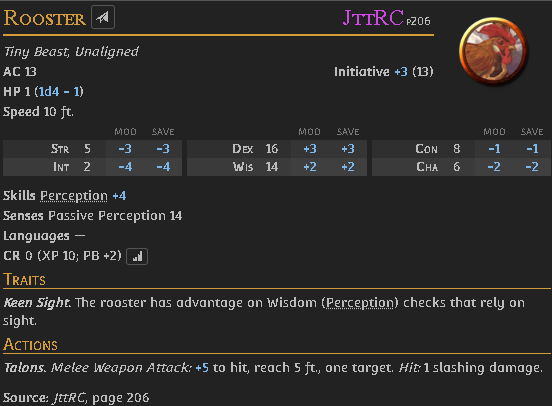 Rooster JttRC p206
Tiny Beast, Unaligned
AC 13 Initiative +3 (13)
HP 1 (1d4 − 1)
Speed 10 ft.
MOD SAVE MOD SAVE MOD SAVE
Str 5 −3 −3 Dex 16 +3 +3 Con 8 −1 −1
Int 2 −4 −4 Wis 14 +2 +2 Cha 6 −2 −2
Skills Perception +4
Senses Passive Perception 14
Languages —
CR 0 (XP 10; PB +2)
Traits
Keen Sight. The rooster has advantage on Wisdom (Perception) checks that rely on
sight.
Actions
Talons. Melee Weapon Attack: +5 to hit, reach 5 ft., one target. Hit: 1 slashing damage.
Source: JttRC, page 206